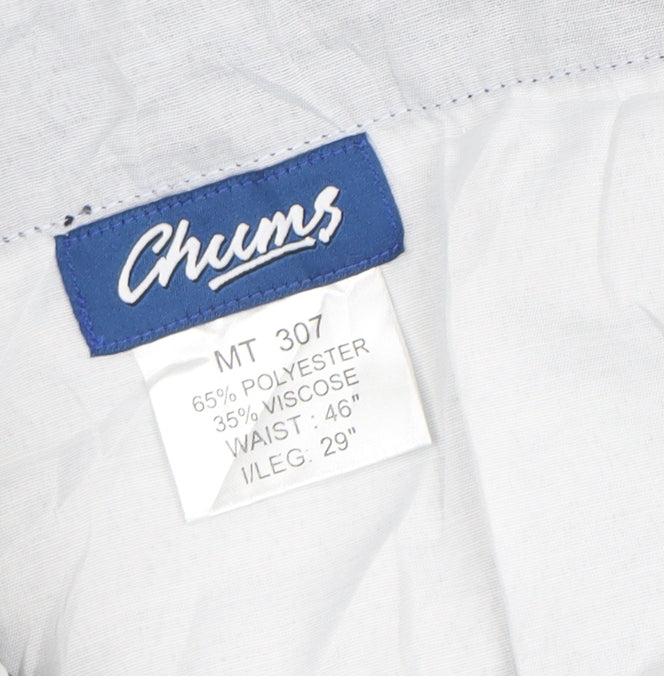 Chums
MT 307
65% POLYESTER
35% VISCOSE
WAIST : 46"
I/LEG: 29"